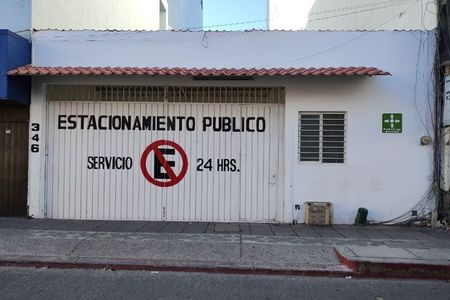 ESTACIONAMIENTO PUBLICO
SERVICIO E 24 HRS.
346